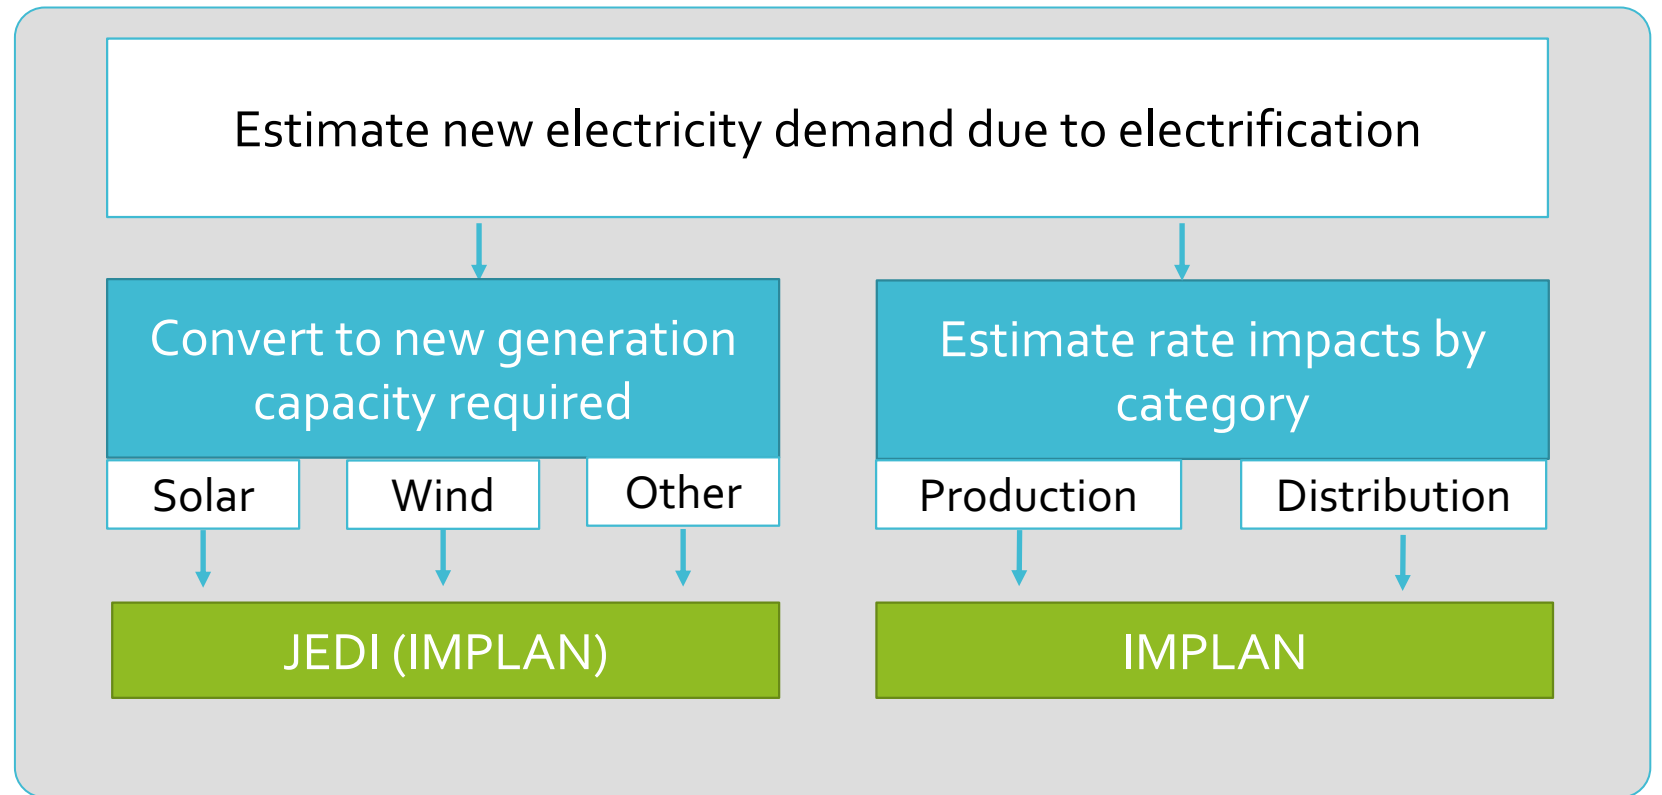 Estimate new electricity demand due to electrification
Convert to new generation
capacity required
Estimate rate impacts by
category
Solar
Wind
Other
Production
Distribution
JEDI (IMPLAN)
IMPLAN